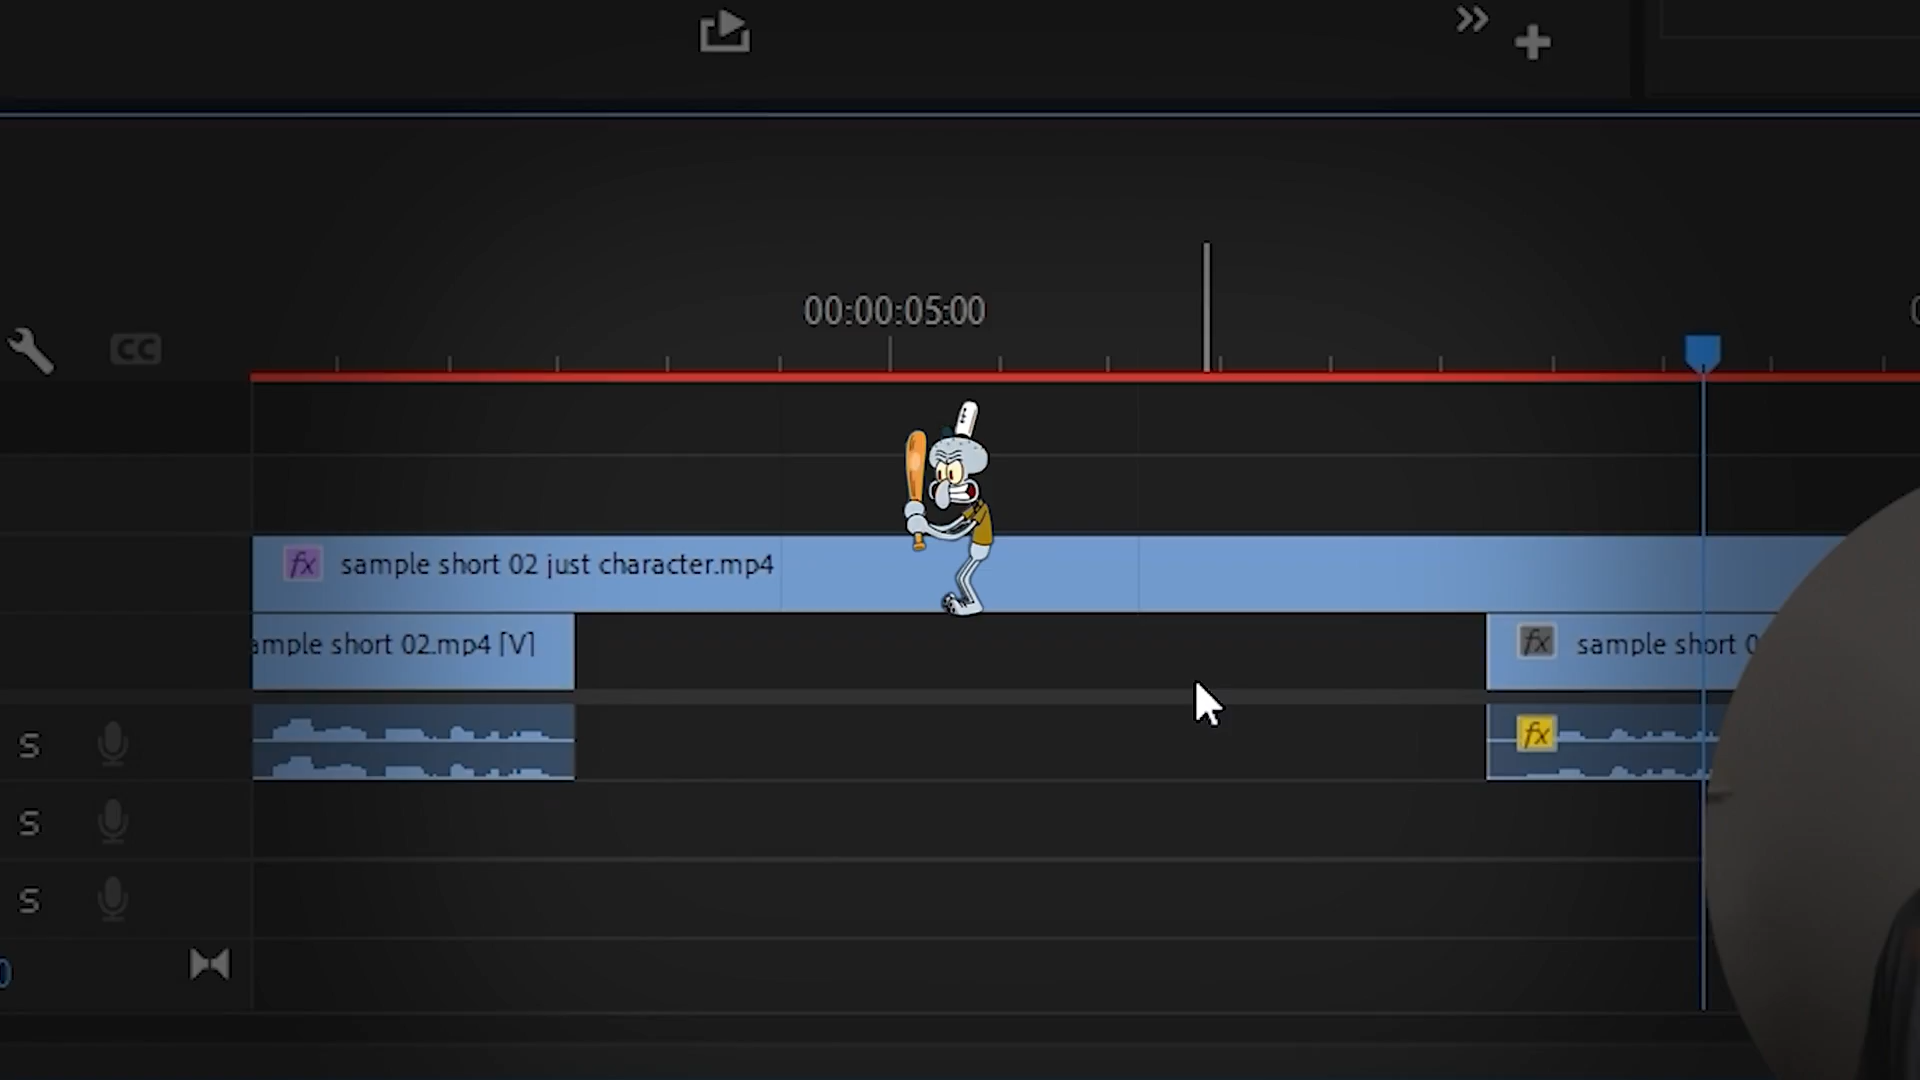 00:00:05:00
CC
fx sample short 02 just character.mp4
ample short 02.mp4 [V]
fx sample short 0
S
fx
S
S
0